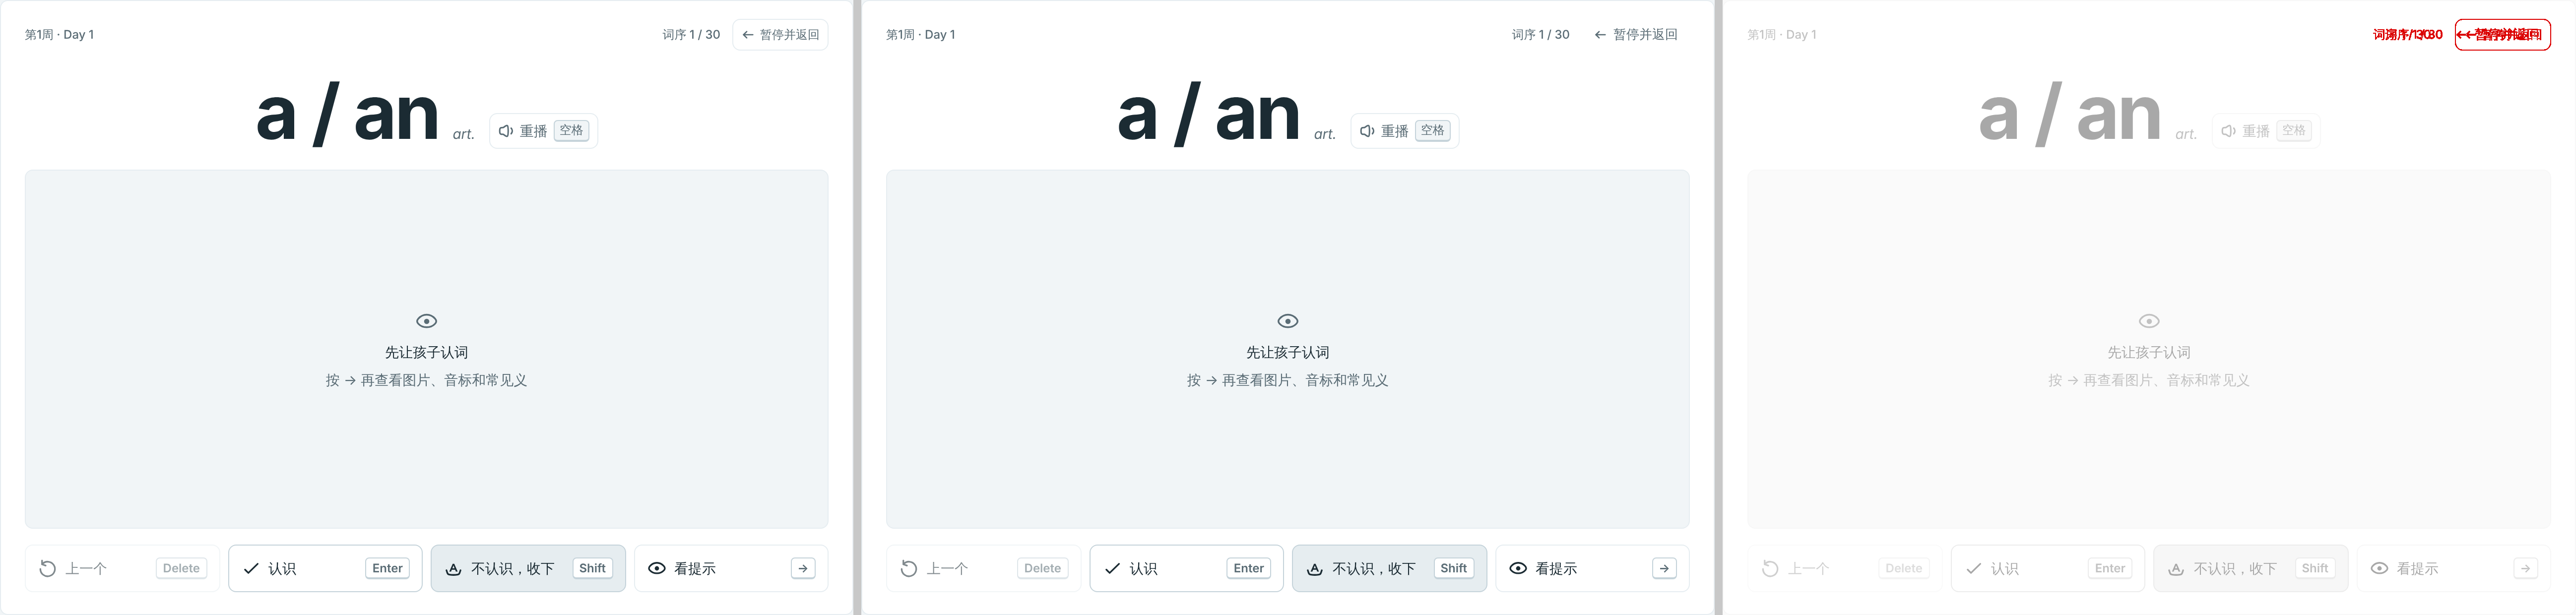 第1周 · Day 1 词序 1 / 30 ← 暂停并返回
a / an art. 重播 空格
先让孩子认词
按 → 再查看图片、音标和常见义
上一个 Delete 认识 Enter 不认识，收下 Shift 看提示 →
第1周 · Day 1 词序 1 / 30 ← 暂停并返回
a / an art. 重播 空格
先让孩子认词
按 → 再查看图片、音标和常见义
上一个 Delete 认识 Enter 不认识，收下 Shift 看提示 →
第1周 · Day 1
a / an art. 重播 空格
先让孩子认词
按 → 再查看图片、音标和常见义
上一个 Delete 认识 Enter 不认识，收下 Shift 看提示 →